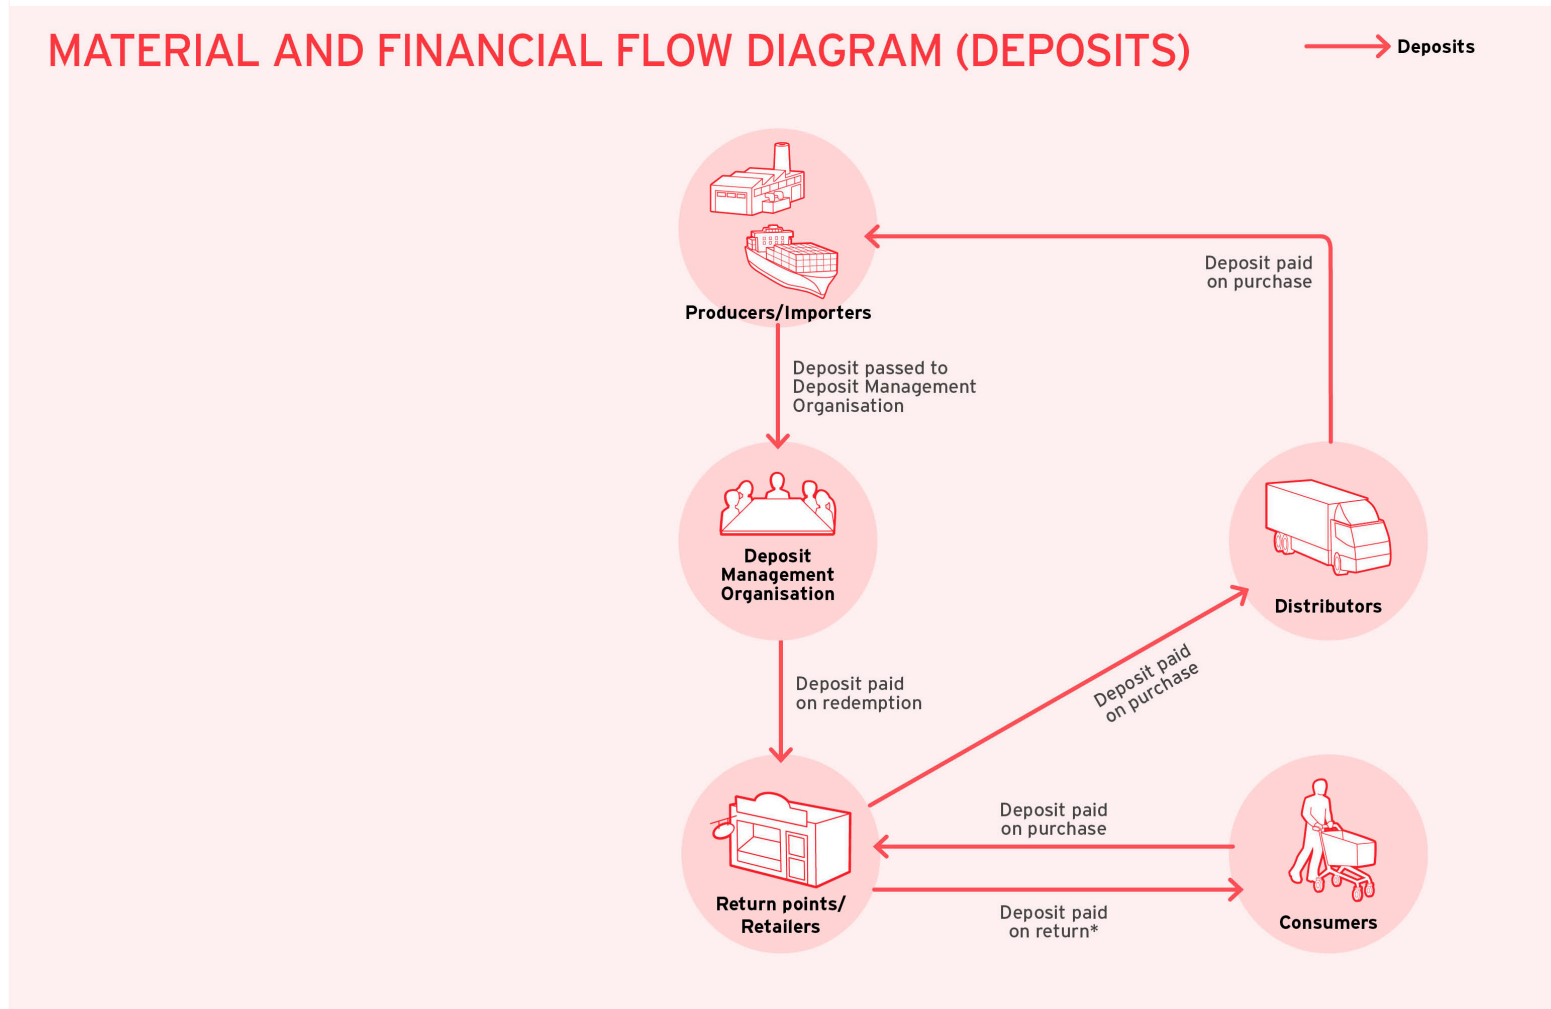 MATERIAL AND FINANCIAL FLOW DIAGRAM (DEPOSITS)
Deposits
Producers/Importers
Deposit paid
on purchase
Deposit passed to
Deposit Management
Organisation
Deposit
Management
Organisation
Distributors
Deposit paid
on redemption
Deposit paid
on purchase
Deposit paid
on purchase
Return points/
Retailers
Deposit paid
on return*
Consumers